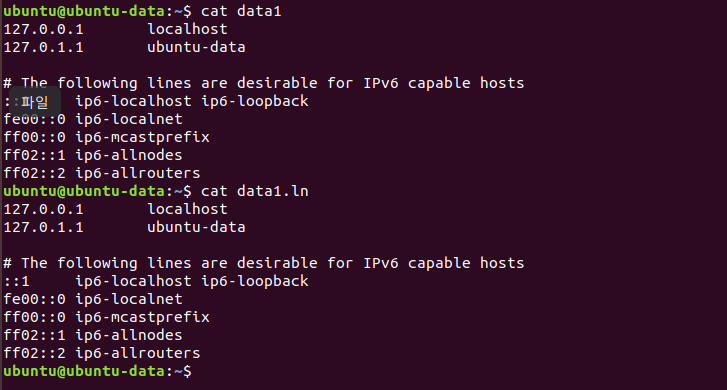 ubuntu@ubuntu-data:~$ cat data1
127.0.0.1       localhost
127.0.1.1       ubuntu-data

# The following lines are desirable for IPv6 capable hosts
: 파일 ip6-localhost ip6-loopback
fe00::0 ip6-localnet
ff00::0 ip6-mcastprefix
ff02::1 ip6-allnodes
ff02::2 ip6-allrouters
ubuntu@ubuntu-data:~$ cat data1.ln
127.0.0.1       localhost
127.0.1.1       ubuntu-data

# The following lines are desirable for IPv6 capable hosts
::1     ip6-localhost ip6-loopback
fe00::0 ip6-localnet
ff00::0 ip6-mcastprefix
ff02::1 ip6-allnodes
ff02::2 ip6-allrouters
ubuntu@ubuntu-data:~$